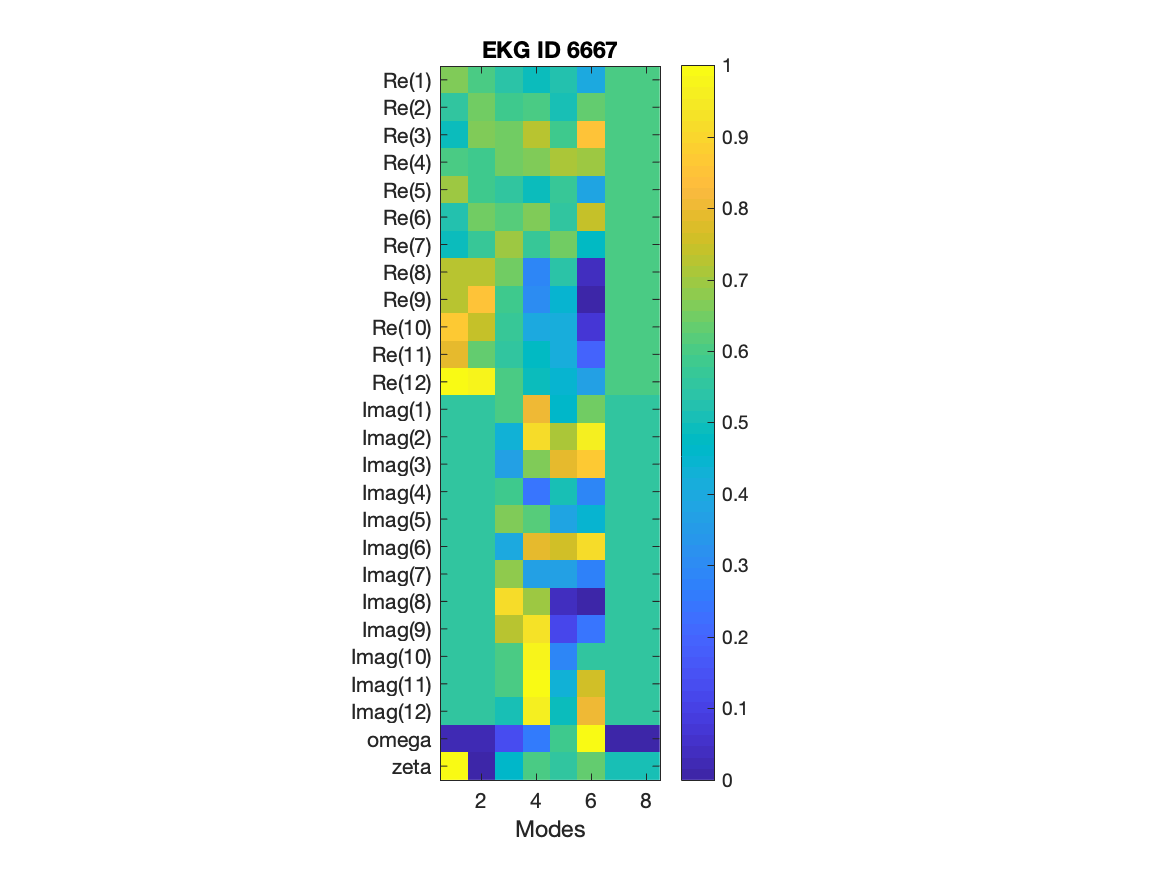 EKG ID 6667
Re(1)
Re(2)
Re(3)
Re(4)
Re(5)
Re(6)
Re(7)
Re(8)
Re(9)
Re(10)
Re(11)
Re(12)
Imag(1)
Imag(2)
Imag(3)
Imag(4)
Imag(5)
Imag(6)
Imag(7)
Imag(8)
Imag(9)
Imag(10)
Imag(11)
Imag(12)
omega
zeta
2 4 6 8
Modes
1
0.9
0.8
0.7
0.6
0.5
0.4
0.3
0.2
0.1
0